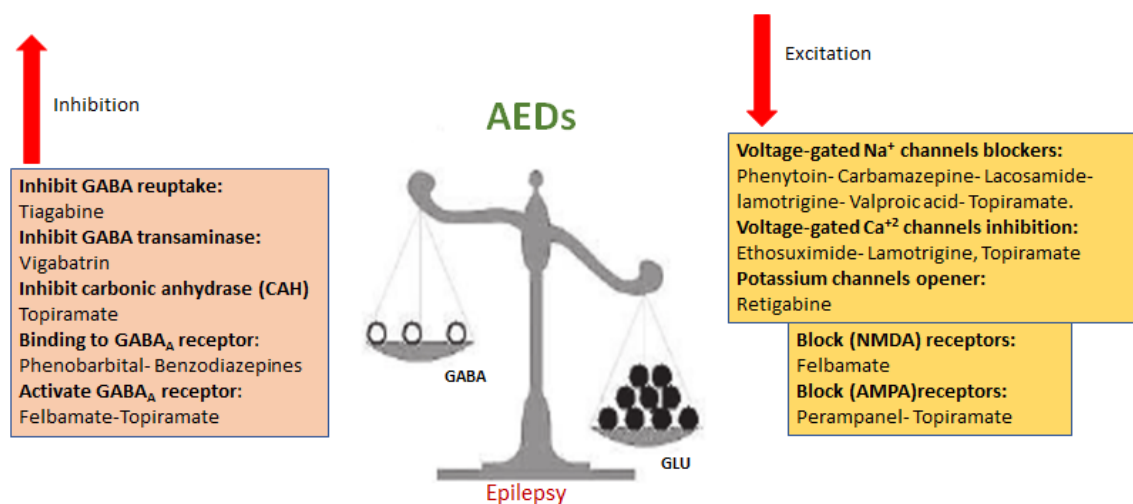 Inhibition
Inhibit GABA reuptake:
Tiagabine
Inhibit GABA transaminase:
Vigabatrin
Inhibit carbonic anhydrase (CAH)
Topiramate
Binding to GABAA receptor:
Phenobarbital- Benzodiazepines
Activate GABAA receptor:
Felbamate-Topiramate
AEDs
GABA
GLU
Epilepsy
Excitation
Voltage-gated Na⁺ channels blockers:
Phenytoin- Carbamazepine- Lacosamide-
lamotrigine- Valproic acid- Topiramate.
Voltage-gated Ca⁺² channels inhibition:
Ethosuximide- Lamotrigine, Topiramate
Potassium channels opener:
Retigabine
Block (NMDA) receptors:
Felbamate
Block (AMPA)receptors:
Perampanel- Topiramate